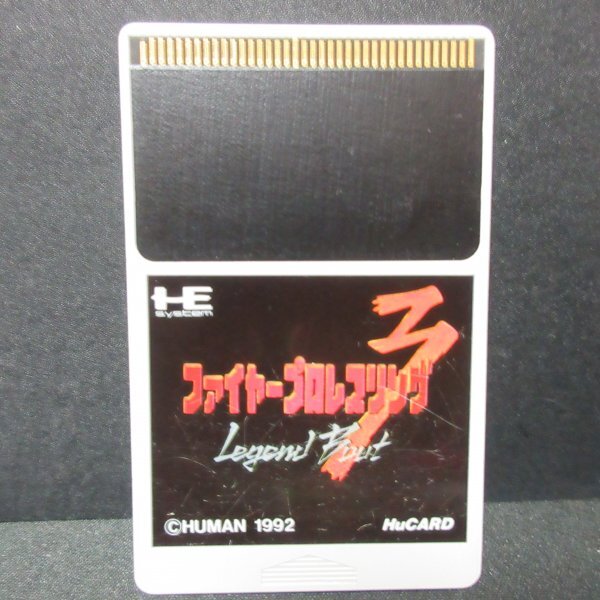 HE
system
3
ファイヤープロレスリング
Legend Bout
©HUMAN 1992
HuCARD